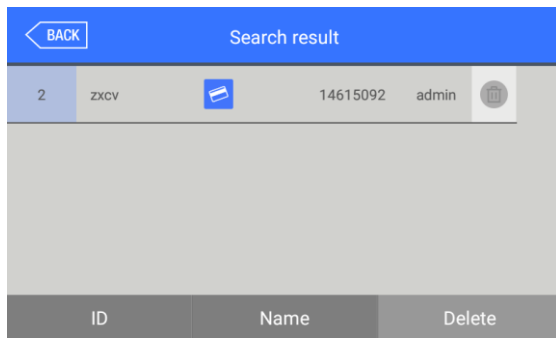 BACK
Search result
2 zxcv 14615092 admin
ID Name Delete